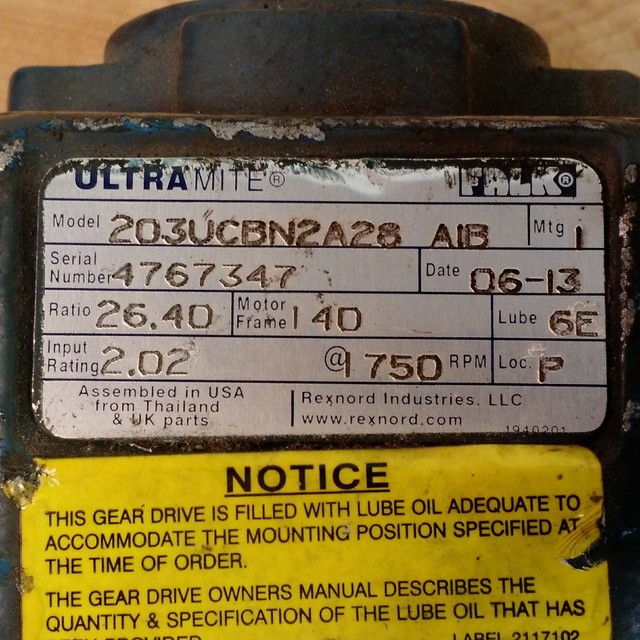 ULTRAMITE® FALK®
Model 203UCBN2A28 A1B Mtg 1
Serial Number 4767347 Date 06-13
Ratio 26.40 Motor Frame 140 Lube 6E
Input Rating 2.02 @1750 RPM Loc. P
Assembled in USA
from Thailand
& UK parts
Rexnord Industries, LLC
www.rexnord.com
1940201
NOTICE
THIS GEAR DRIVE IS FILLED WITH LUBE OIL ADEQUATE TO
ACCOMMODATE THE MOUNTING POSITION SPECIFIED AT
THE TIME OF ORDER.
THE GEAR DRIVE OWNERS MANUAL DESCRIBES THE
QUANTITY & SPECIFICATION OF THE LUBE OIL THAT HAS
BEEN PROVIDED. LABEL 2117102